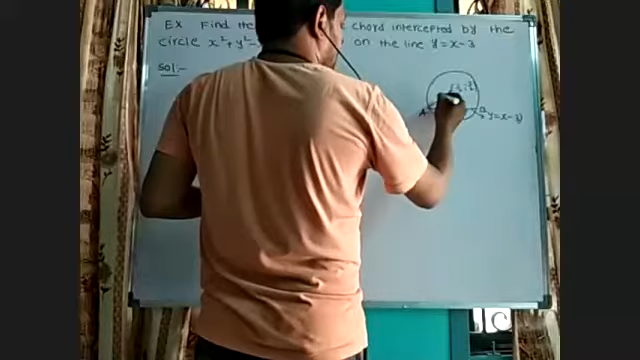 Ex Find the chord intercepted by the
circle x²+y²- on the line y=x-3
Sol:-
A
y=x-3